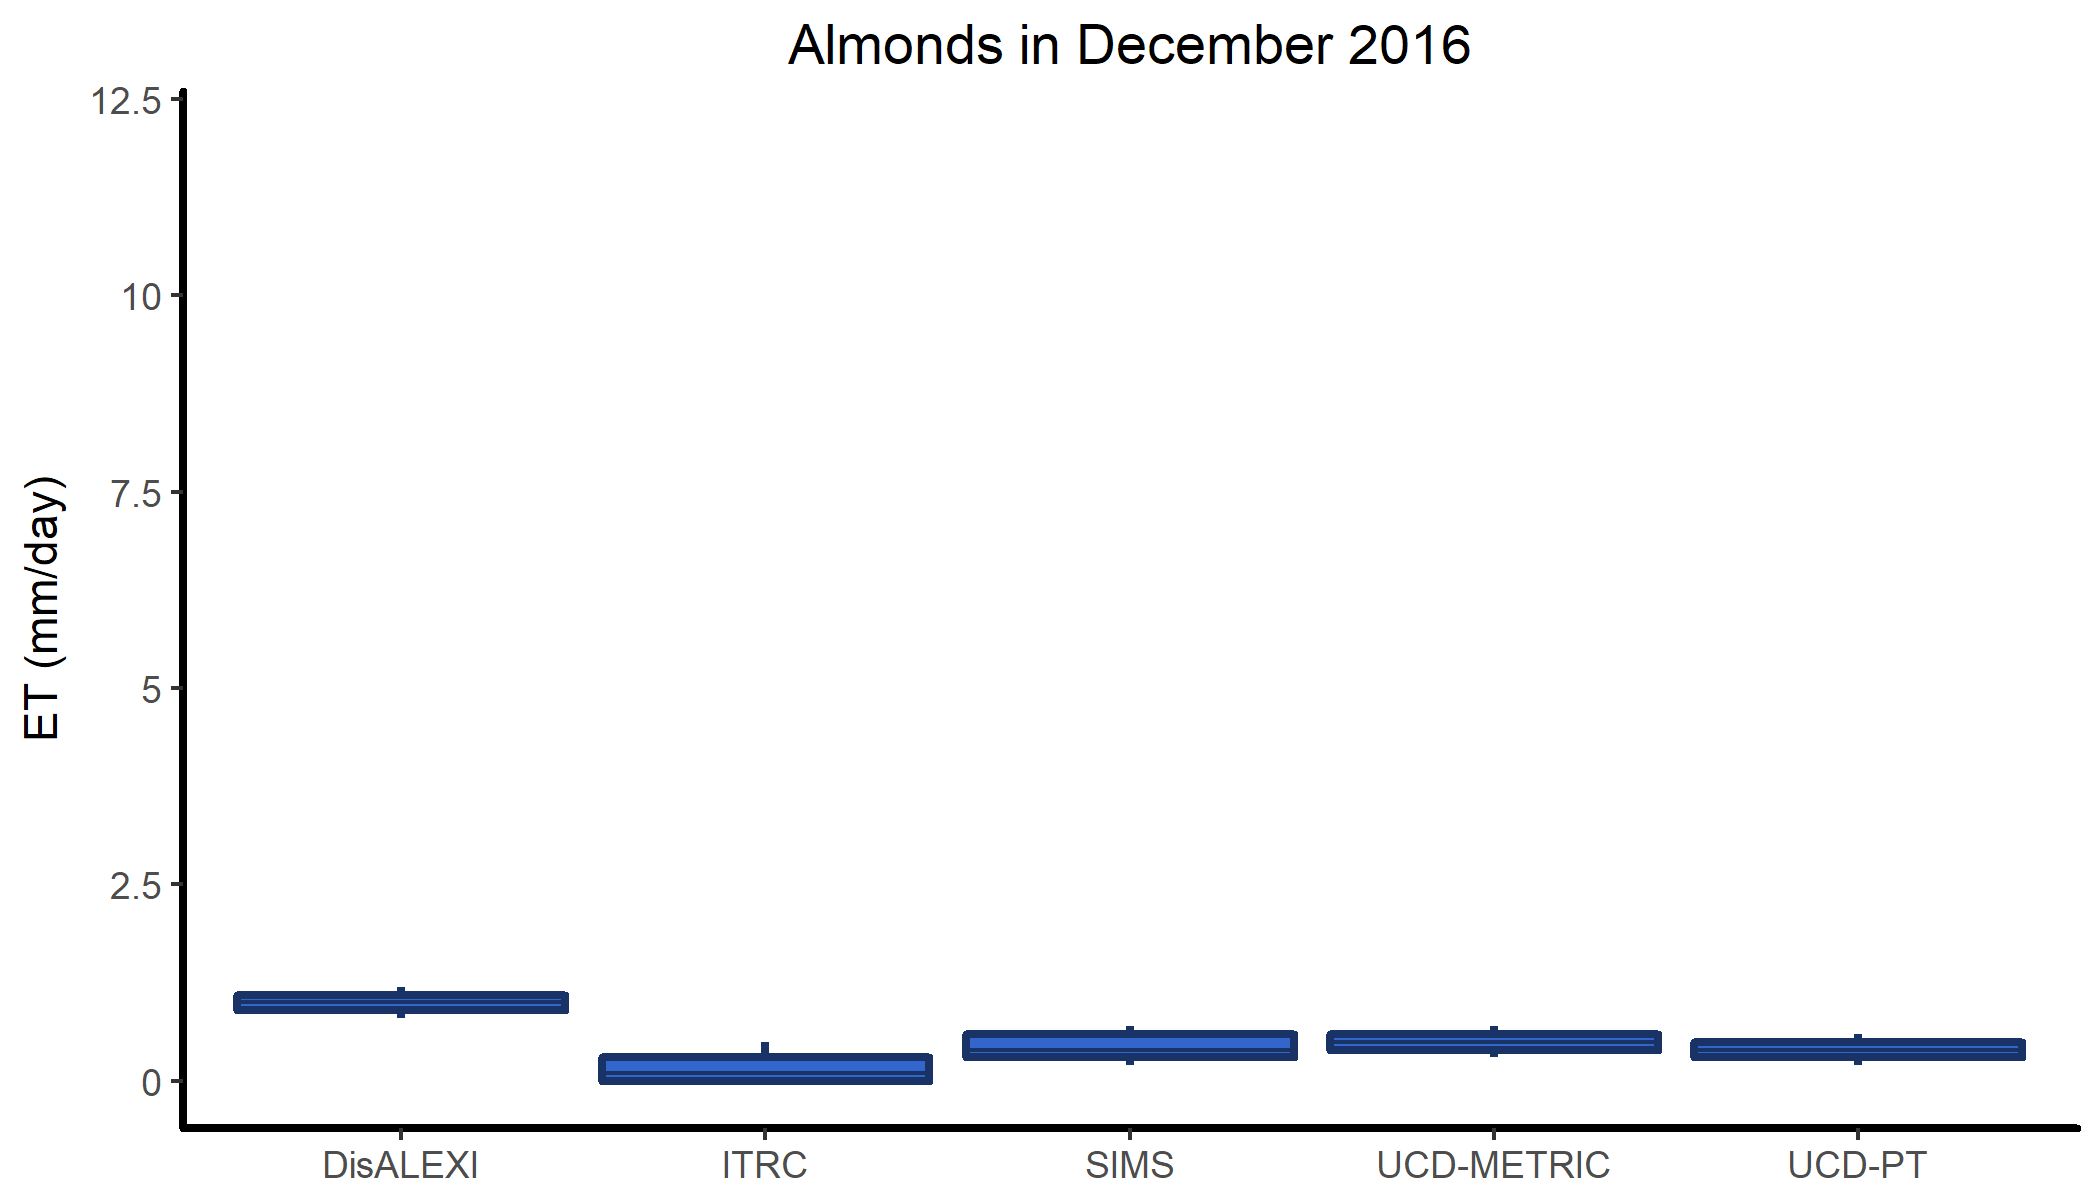 Almonds in December 2016
12.5
10
7.5
5
2.5
0
ET (mm/day)
DisALEXI ITRC SIMS UCD-METRIC UCD-PT